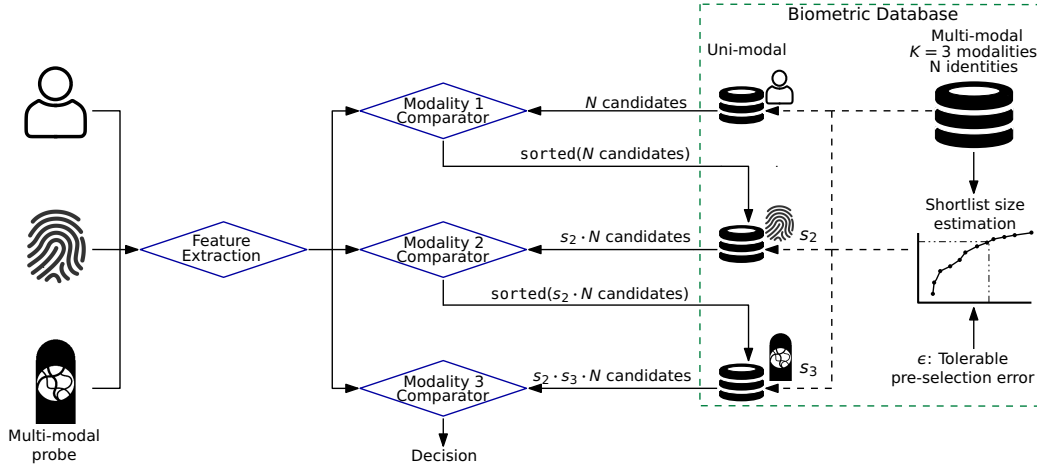 Biometric Database
Uni-modal
Multi-modal
K = 3 modalities
N identities
Modality 1
Comparator
N candidates
sorted(N candidates)
Shortlist size
estimation
Feature
Extraction
Modality 2
Comparator
s₂ · N candidates
s₂
sorted(s₂ · N candidates)
Modality 3
Comparator
s₂ · s₃ · N candidates
s₃
ϵ: Tolerable
pre-selection error
Multi-modal
probe
Decision